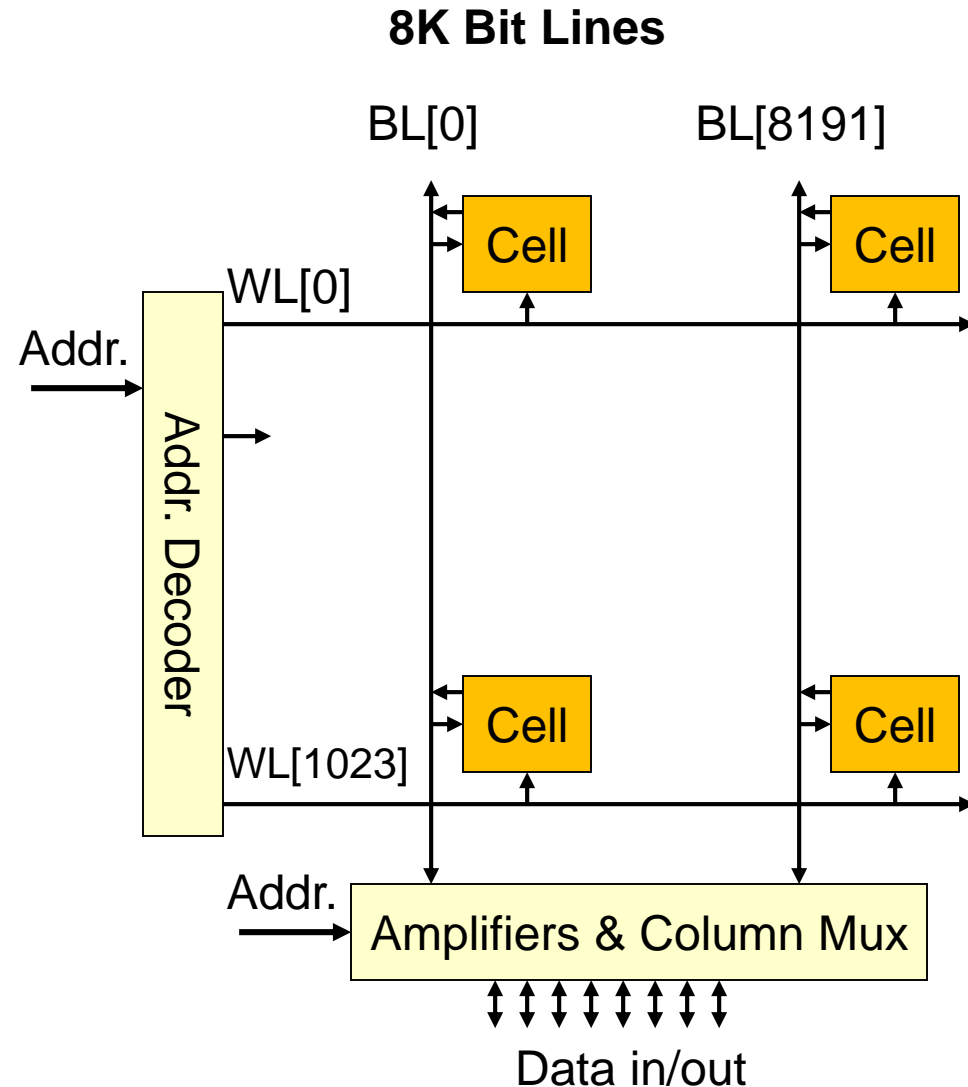 8K Bit Lines
BL[0]
BL[8191]
Cell
Cell
WL[0]
Addr.
Addr. Decoder
Cell
Cell
WL[1023]
Addr.
Amplifiers & Column Mux
Data in/out